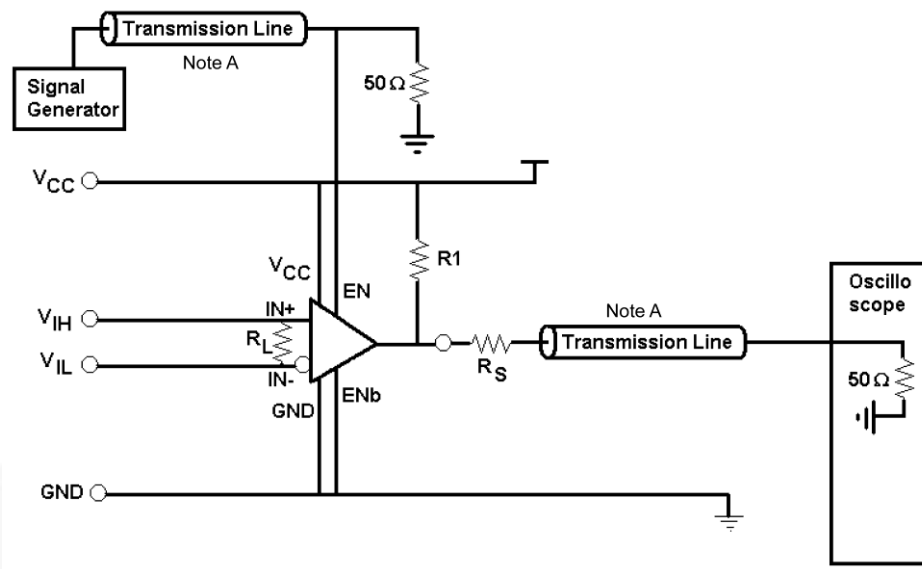 Transmission Line
Note A
Signal
Generator
50 Ω
VCC
VCC
R1
EN
IN+
VIH
RL
VIL
IN-
ENb
GND
Note A
Transmission Line
RS
Oscillo
scope
50 Ω
GND